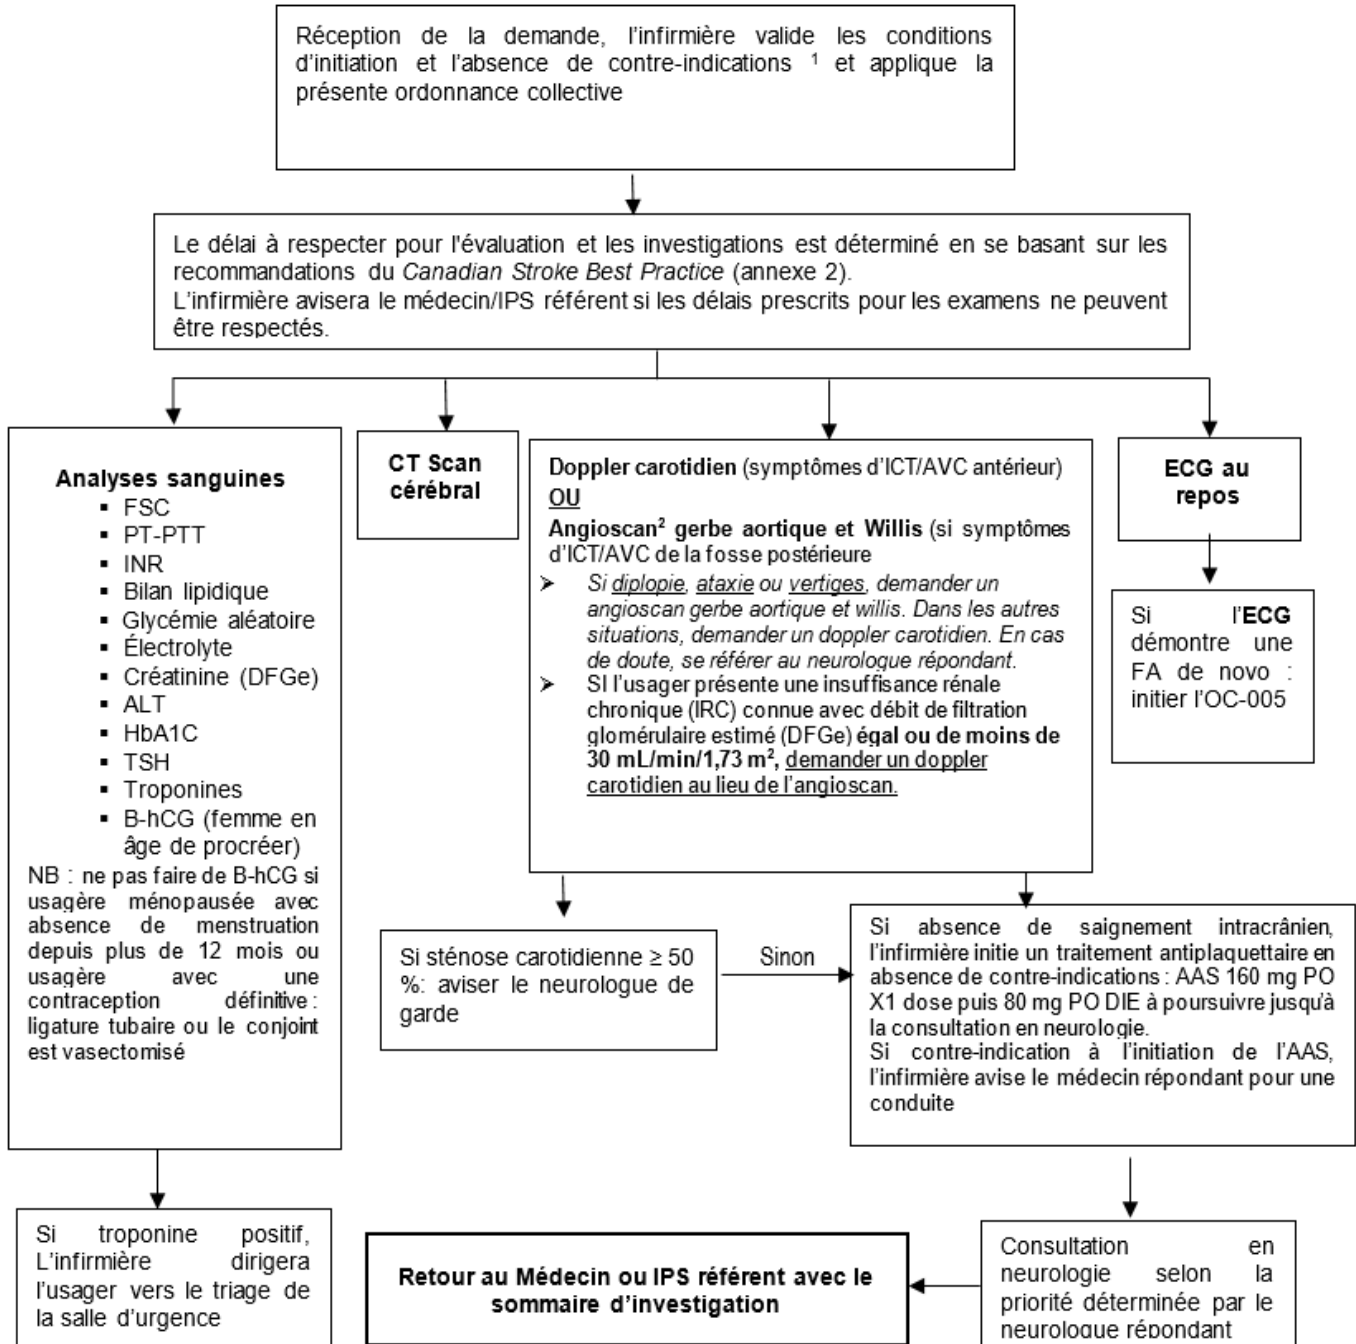 Réception de la demande, l’infirmière valide les conditions
d’initiation et l’absence de contre-indications ¹ et applique la
présente ordonnance collective
Le délai à respecter pour l'évaluation et les investigations est déterminé en se basant sur les
recommandations du Canadian Stroke Best Practice (annexe 2).
L’infirmière avisera le médecin/IPS référent si les délais prescrits pour les examens ne peuvent
être respectés.
Analyses sanguines
▪ FSC
▪ PT-PTT
▪ INR
▪ Bilan lipidique
▪ Glycémie aléatoire
▪ Électrolyte
▪ Créatinine (DFGe)
▪ ALT
▪ HbA1C
▪ TSH
▪ Troponines
▪ B-hCG (femme en
âge de procréer)
NB : ne pas faire de B-hCG si
usagère ménopausée avec
absence de menstruation
depuis plus de 12 mois ou
usagère avec une
contraception définitive :
ligature tubaire ou le conjoint
est vasectomisé
CT Scan
cérébral
Doppler carotidien (symptômes d’ICT/AVC antérieur)
OU
Angioscan² gerbe aortique et Willis (si symptômes
d’ICT/AVC de la fosse postérieure
➢ Si diplopie, ataxie ou vertiges, demander un
angioscan gerbe aortique et willis. Dans les autres
situations, demander un doppler carotidien. En cas
de doute, se référer au neurologue répondant.
➢ SI l’usager présente une insuffisance rénale
chronique (IRC) connue avec débit de filtration
glomérulaire estimé (DFGe) égal ou de moins de
30 mL/min/1,73 m², demander un doppler
carotidien au lieu de l’angioscan.
ECG au
repos
Si l’ECG
démontre une
FA de novo :
initier l’OC-005
Si sténose carotidienne ≥ 50
%: aviser le neurologue de
garde
Sinon
Si absence de saignement intracrânien,
l’infirmière initie un traitement antiplaquettaire en
absence de contre-indications : AAS 160 mg PO
X1 dose puis 80 mg PO DIE à poursuivre jusqu’à
la consultation en neurologie.
Si contre-indication à l’initiation de l’AAS,
l’infirmière avise le médecin répondant pour une
conduite
Si troponine positif,
L’infirmière dirigera
l’usager vers le triage de
la salle d’urgence
Retour au Médecin ou IPS référent avec le
sommaire d’investigation
Consultation en
neurologie selon la
priorité déterminée par le
neurologue répondant